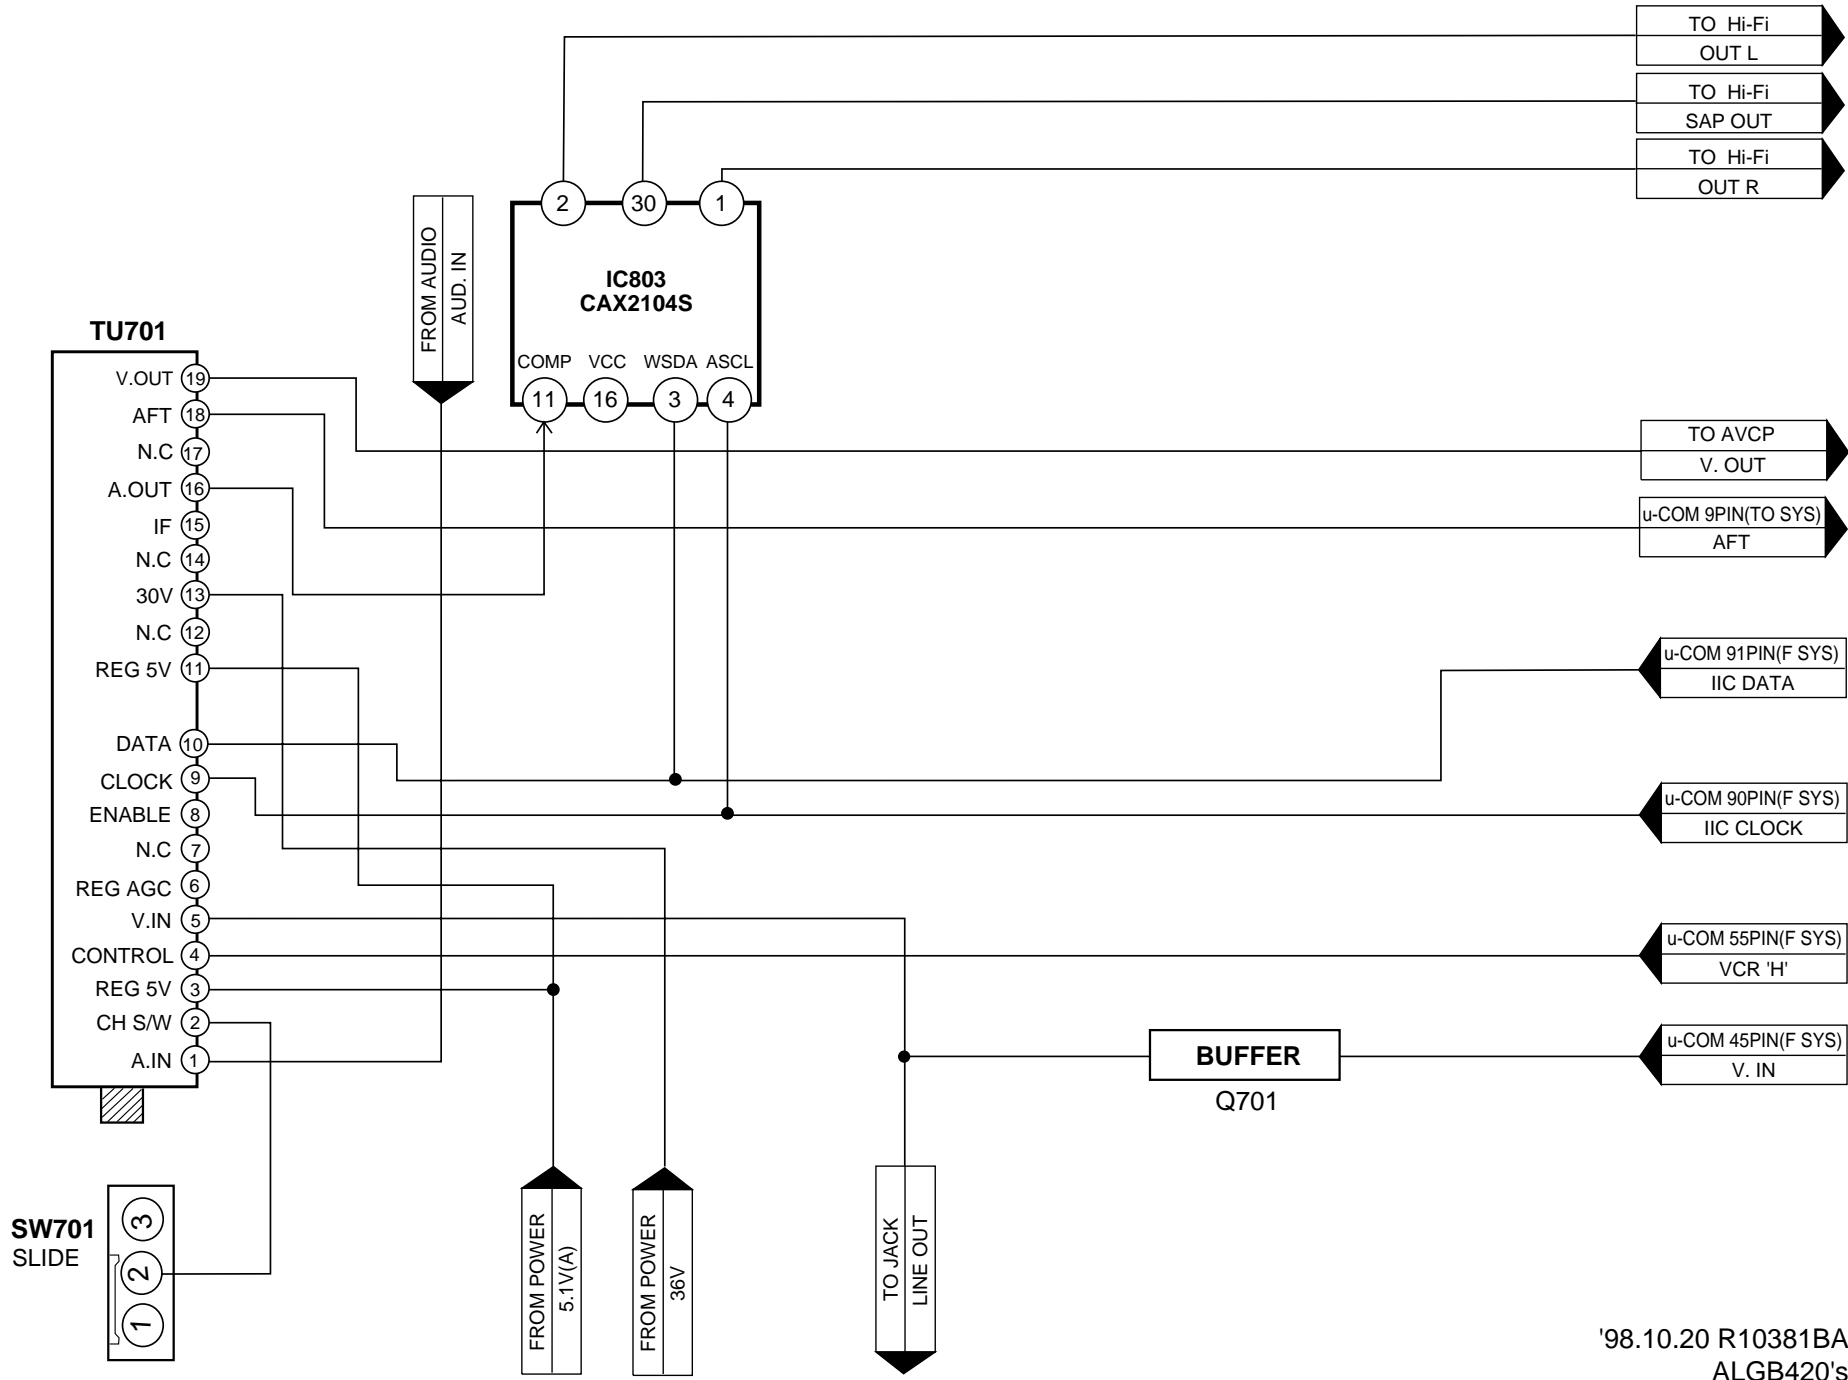 TO Hi-Fi
OUT L
TO Hi-Fi
SAP OUT
TO Hi-Fi
OUT R
FROM AUDIO
AUD. IN
2
30
1
IC803
CAX2104S
COMP VCC WSDA ASCL
11
16
3
4
TU701
V.OUT 19
AFT 18
N.C 17
A.OUT 16
IF 15
N.C 14
30V 13
N.C 12
REG 5V 11
DATA 10
CLOCK 9
ENABLE 8
N.C 7
REG AGC 6
V.IN 5
CONTROL 4
REG 5V 3
CH S/W 2
A.IN 1
TO AVCP
V. OUT
u-COM 9PIN(TO SYS)
AFT
u-COM 91PIN(F SYS)
IIC DATA
u-COM 90PIN(F SYS)
IIC CLOCK
u-COM 55PIN(F SYS)
VCR 'H'
u-COM 45PIN(F SYS)
V. IN
BUFFER
Q701
SW701
SLIDE
3
2
1
FROM POWER
5.1V(A)
FROM POWER
36V
TO JACK
LINE OUT
'98.10.20 R10381BA
ALGB420's